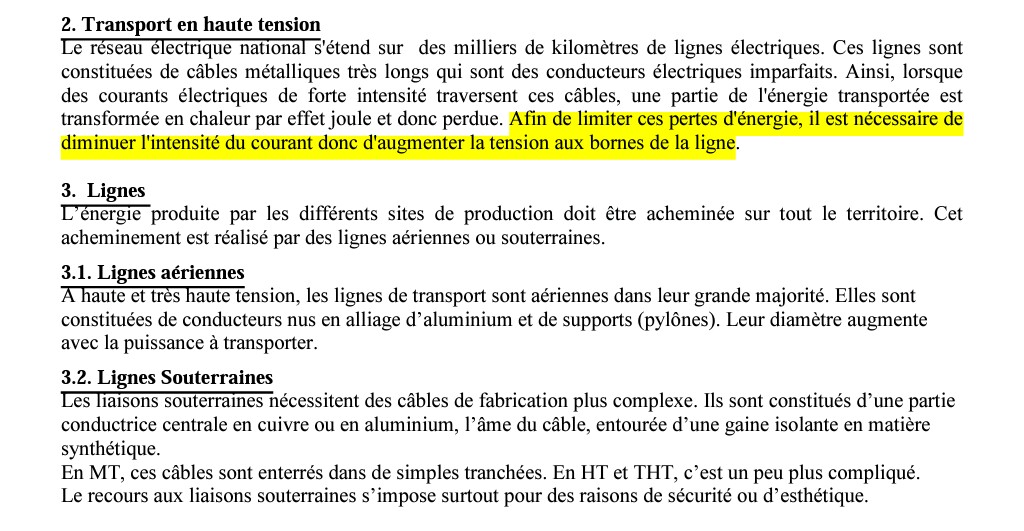 2. Transport en haute tension
Le réseau électrique national s'étend sur des milliers de kilomètres de lignes électriques. Ces lignes sont
constituées de câbles métalliques très longs qui sont des conducteurs électriques imparfaits. Ainsi, lorsque
des courants électriques de forte intensité traversent ces câbles, une partie de l'énergie transportée est
transformée en chaleur par effet joule et donc perdue. Afin de limiter ces pertes d'énergie, il est nécessaire de
diminuer l'intensité du courant donc d'augmenter la tension aux bornes de la ligne.
3. Lignes
L’énergie produite par les différents sites de production doit être acheminée sur tout le territoire. Cet
acheminement est réalisé par des lignes aériennes ou souterraines.
3.1. Lignes aériennes
A haute et très haute tension, les lignes de transport sont aériennes dans leur grande majorité. Elles sont
constituées de conducteurs nus en alliage d’aluminium et de supports (pylônes). Leur diamètre augmente
avec la puissance à transporter.
3.2. Lignes Souterraines
Les liaisons souterraines nécessitent des câbles de fabrication plus complexe. Ils sont constitués d’une partie
conductrice centrale en cuivre ou en aluminium, l’âme du câble, entourée d’une gaine isolante en matière
synthétique.
En MT, ces câbles sont enterrés dans de simples tranchées. En HT et THT, c’est un peu plus compliqué.
Le recours aux liaisons souterraines s’impose surtout pour des raisons de sécurité ou d’esthétique.